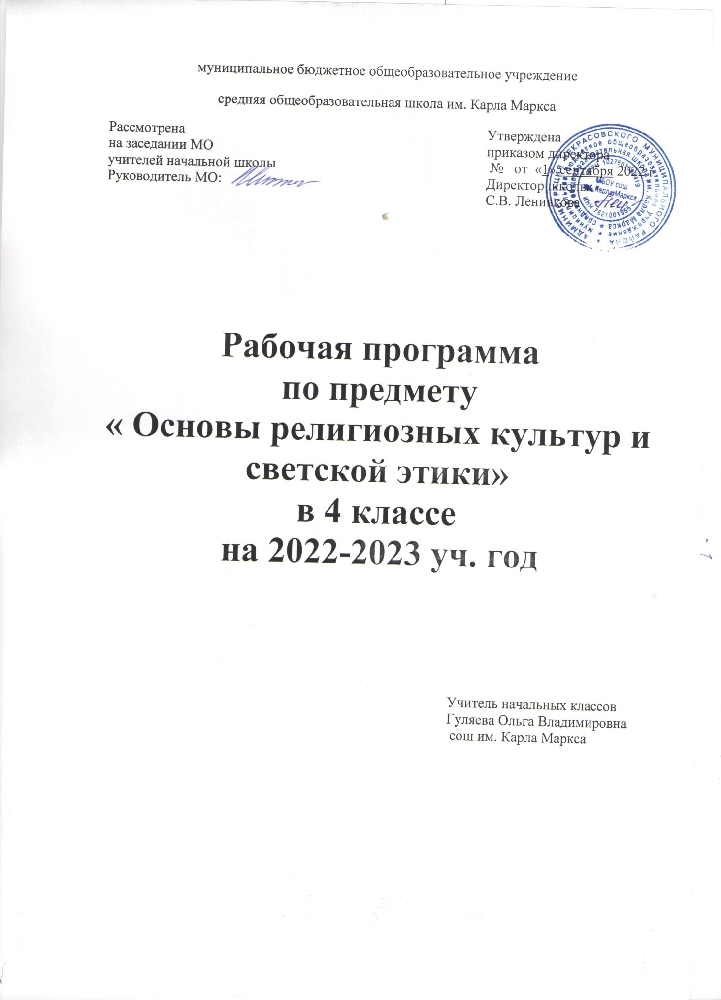 муниципальное бюджетное общеобразовательное учреждение
средняя общеобразовательная школа им. Карла Маркса
Рассмотрена
на заседании МО
учителей начальной школы
Руководитель МО:
Утверждена
приказом директора
№ от «1» сентября 2022 г
Директор школы:
С.В. Ленивкова
АДМИНИСТРАЦИЯ НЕКРАСОВСКОГО МУНИЦИПАЛЬНОГО РАЙОНА *
муниципальное бюджетное общеобразовательное учреждение *
средняя общеобразовательная школа им. Карла Маркса *
ИНН 7621001955
МБОУ сош
им. Карла Маркса
Рабочая программа
по предмету
« Основы религиозных культур и
светской этики»
в 4 классе
на 2022-2023 уч. год
Учитель начальных классов
Гуляева Ольга Владимировна
сош им. Карла Маркса